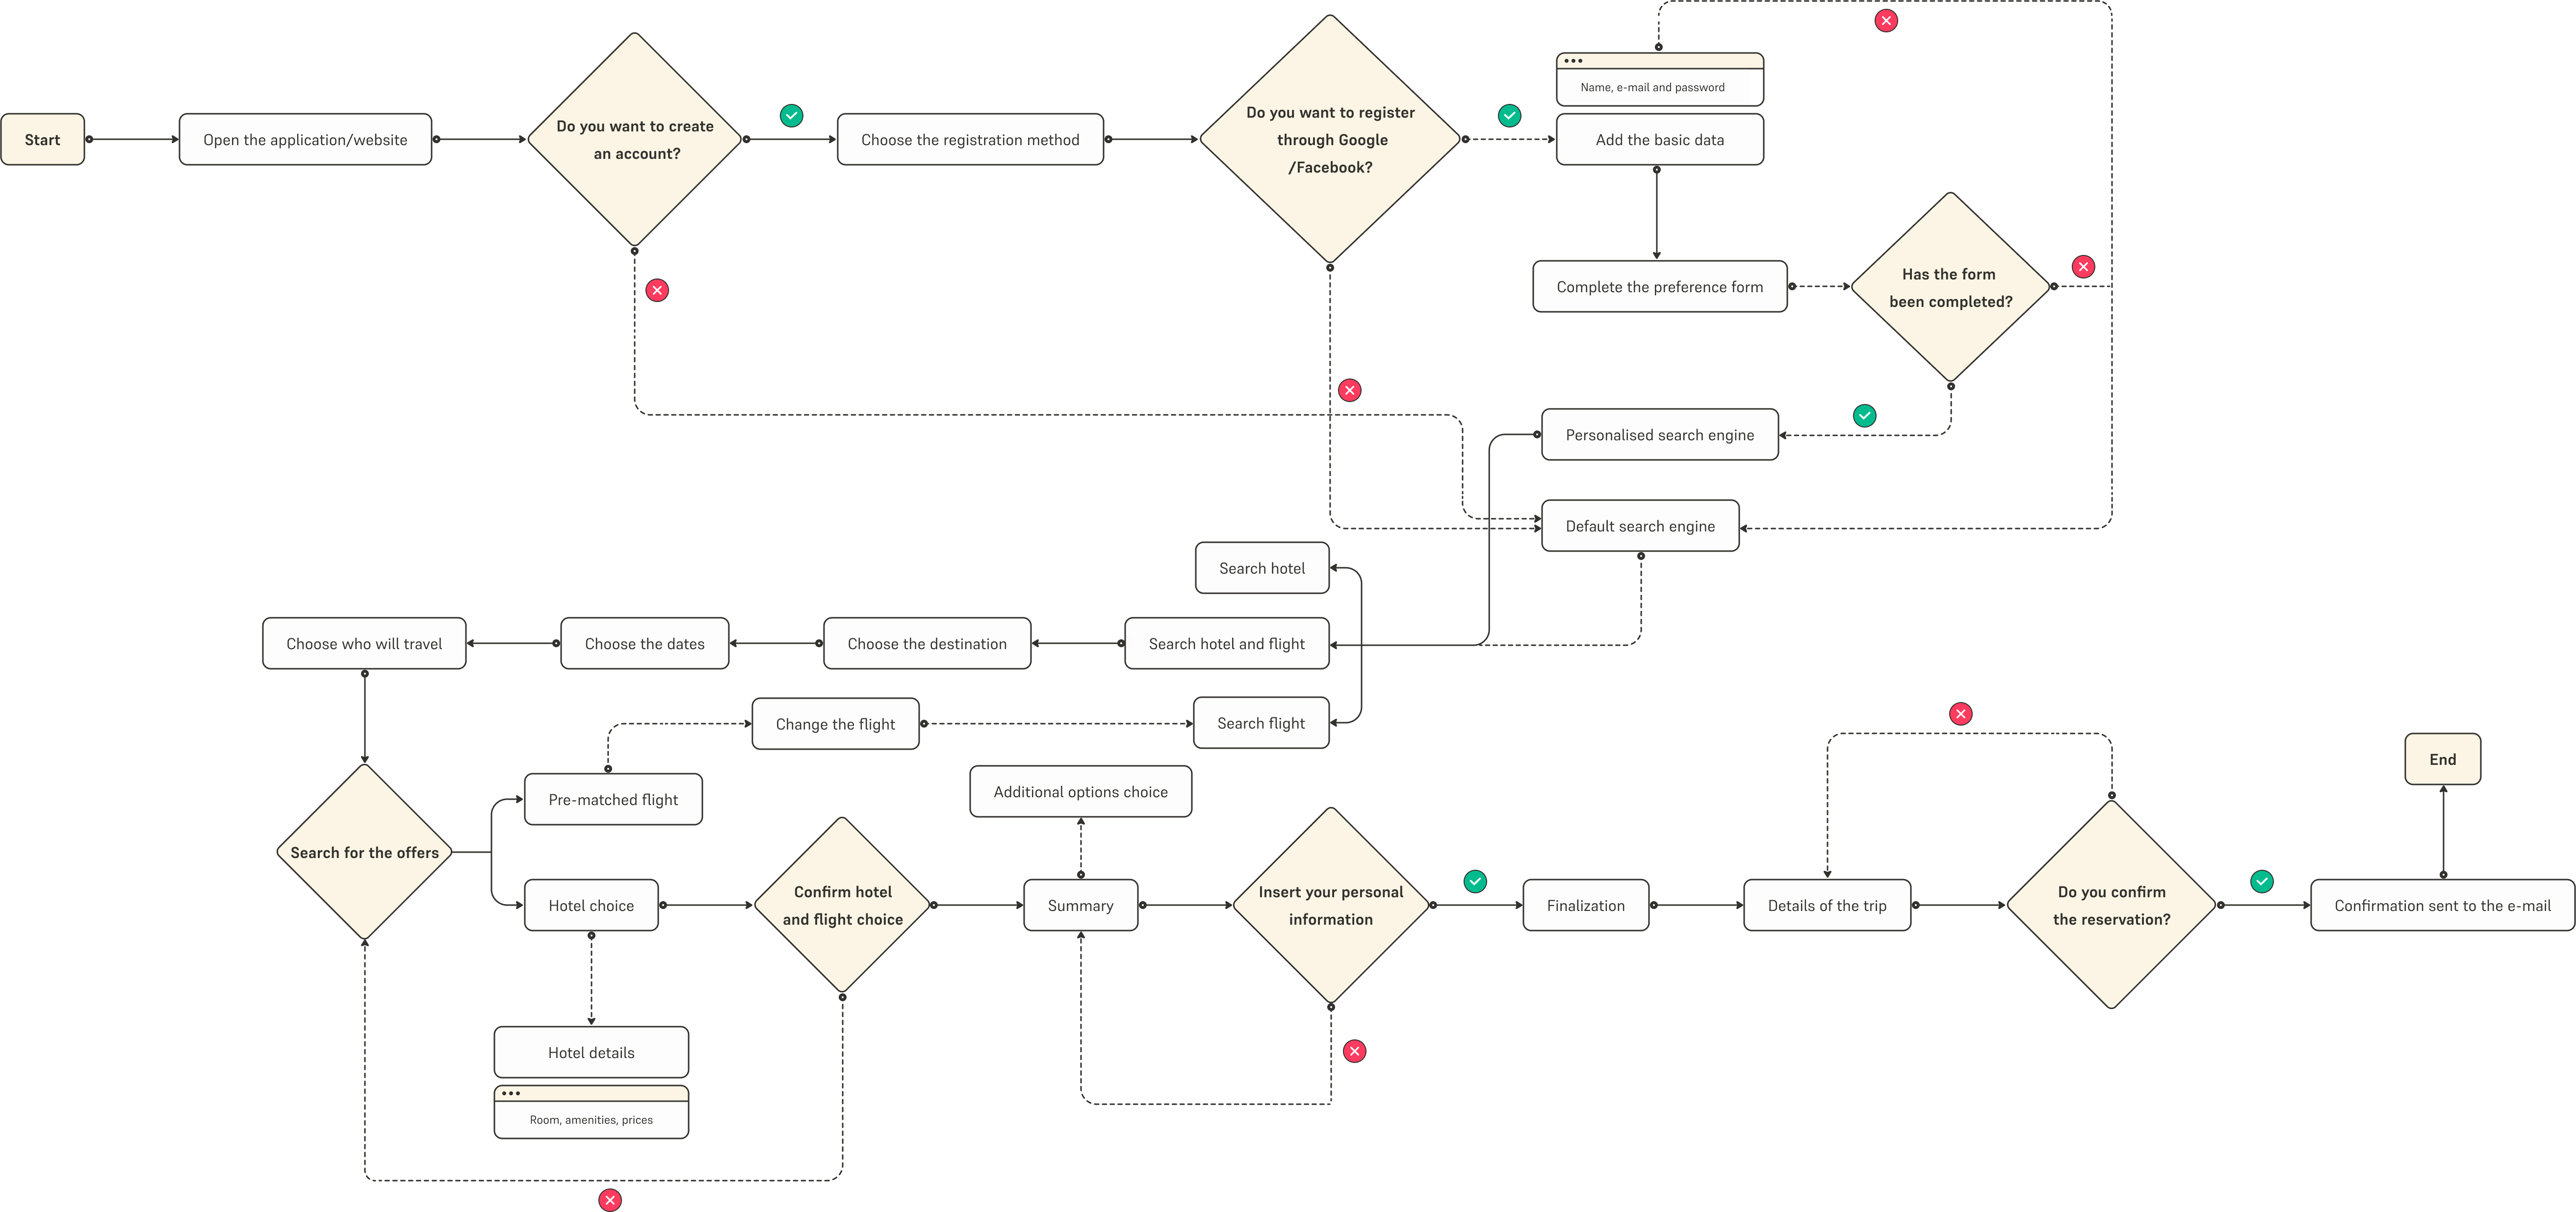 Name, e-mail and password
Start
Open the application/website
Do you want to create
an account?
Choose the registration method
Do you want to register
through Google
/Facebook?
Add the basic data
Complete the preference form
Has the form
been completed?
Personalised search engine
Default search engine
Search hotel
Choose who will travel
Choose the dates
Choose the destination
Search hotel and flight
Change the flight
Search flight
End
Pre-matched flight
Additional options choice
Search for the offers
Hotel choice
Confirm hotel
and flight choice
Summary
Insert your personal
information
Finalization
Details of the trip
Do you confirm
the reservation?
Confirmation sent to the e-mail
Hotel details
Room, amenities, prices